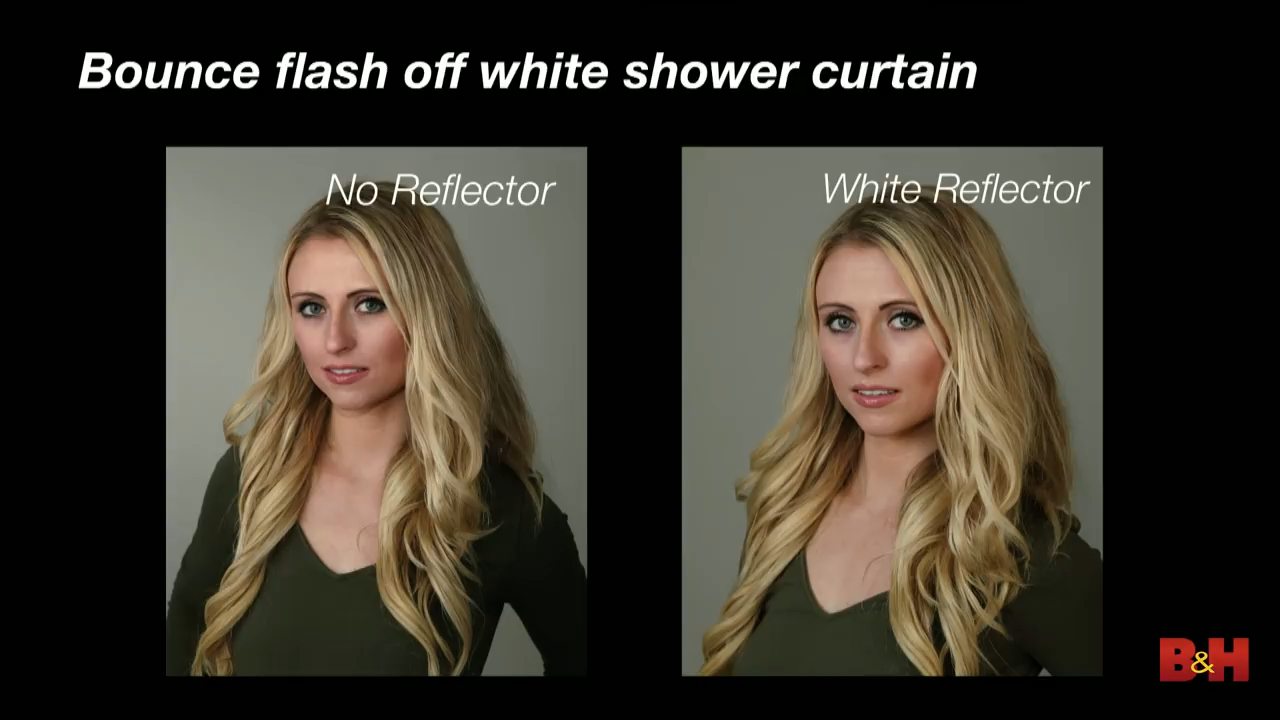 Bounce flash off white shower curtain
No Reflector
White Reflector
B&H